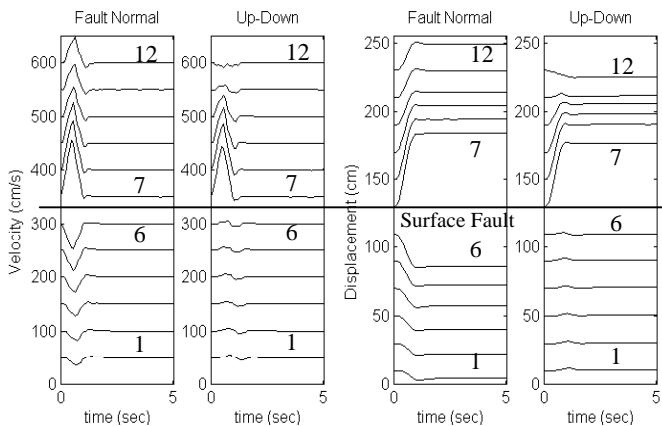 Fault Normal Up-Down Fault Normal Up-Down
600 12 600 12 250 12 250 12
500 500
200 200
400 400
7 7 150 7 150 7
Velocity (cm/s) Displacement (cm)
300 300 Surface Fault
6 6 6 6
200 200 100 100
100 100 50 50
1 1 1 1
0 0 0 0
0 5 0 5 0 5 0 5
time (sec) time (sec) time (sec) time (sec)